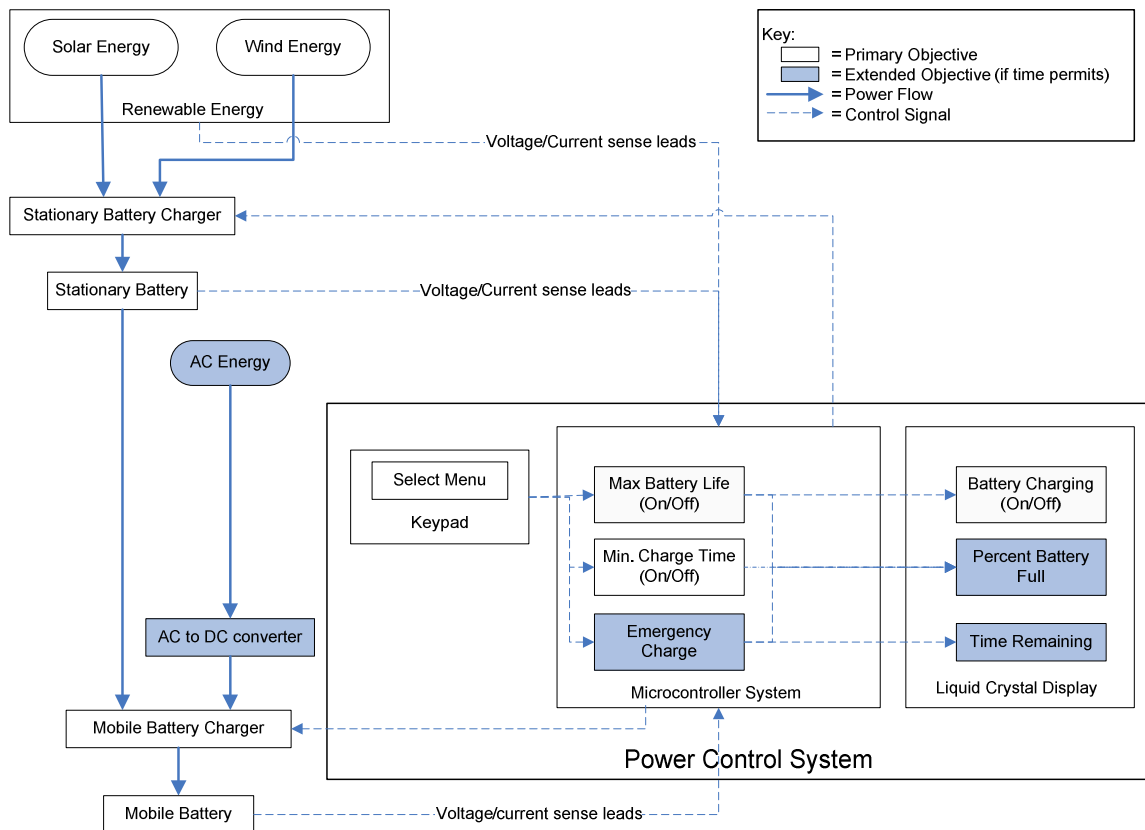 Solar Energy
Wind Energy
Renewable Energy
Key:
= Primary Objective
= Extended Objective (if time permits)
= Power Flow
= Control Signal
Voltage/Current sense leads
Stationary Battery Charger
Stationary Battery
Voltage/Current sense leads
AC Energy
AC to DC converter
Mobile Battery Charger
Mobile Battery
Voltage/current sense leads
Select Menu
Keypad
Max Battery Life
(On/Off)
Min. Charge Time
(On/Off)
Emergency
Charge
Microcontroller System
Battery Charging
(On/Off)
Percent Battery
Full
Time Remaining
Liquid Crystal Display
Power Control System